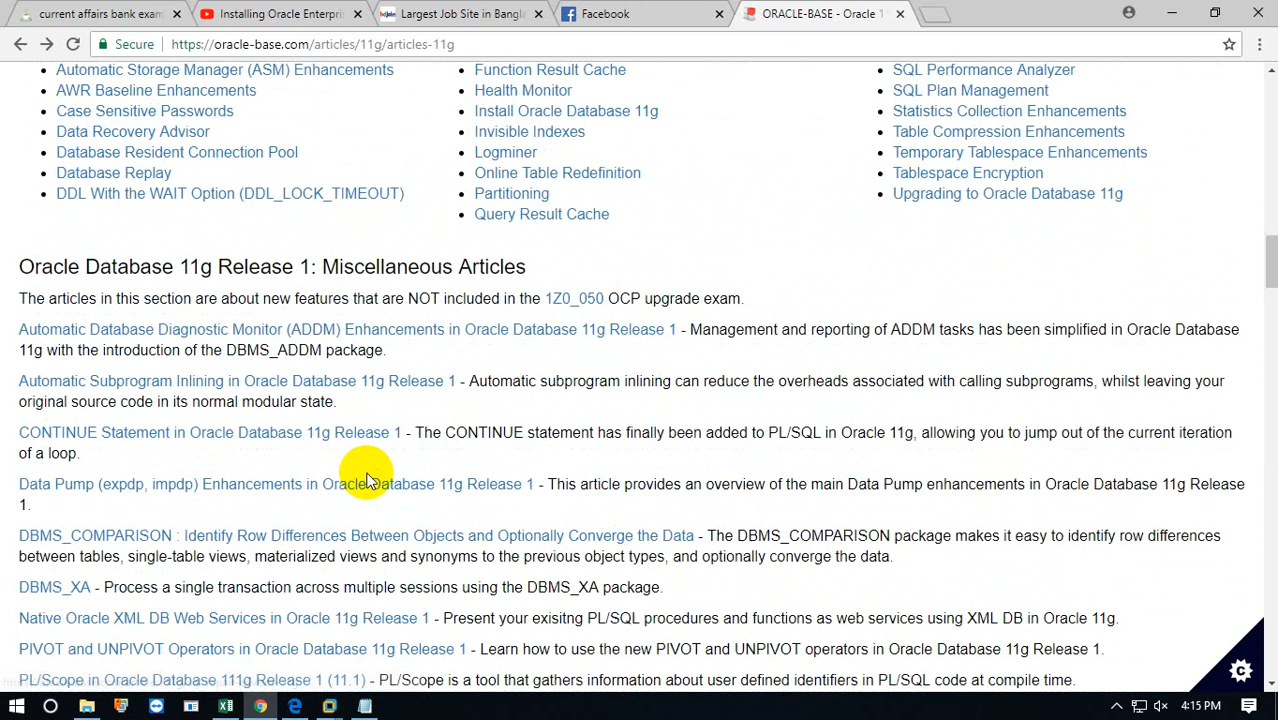 current affairs bank exam
Installing Oracle Enterpri
bdjobs Largest Job Site in Bangla
Facebook
ORACLE-BASE - Oracle 1
Secure https://oracle-base.com/articles/11g/articles-11g
Automatic Storage Manager (ASM) Enhancements
AWR Baseline Enhancements
Case Sensitive Passwords
Data Recovery Advisor
Database Resident Connection Pool
Database Replay
DDL With the WAIT Option (DDL_LOCK_TIMEOUT)
Function Result Cache
Health Monitor
Install Oracle Database 11g
Invisible Indexes
Logminer
Online Table Redefinition
Partitioning
Query Result Cache
SQL Performance Analyzer
SQL Plan Management
Statistics Collection Enhancements
Table Compression Enhancements
Temporary Tablespace Enhancements
Tablespace Encryption
Upgrading to Oracle Database 11g
Oracle Database 11g Release 1: Miscellaneous Articles
The articles in this section are about new features that are NOT included in the 1Z0_050 OCP upgrade exam.
Automatic Database Diagnostic Monitor (ADDM) Enhancements in Oracle Database 11g Release 1 - Management and reporting of ADDM tasks has been simplified in Oracle Database
11g with the introduction of the DBMS_ADDM package.
Automatic Subprogram Inlining in Oracle Database 11g Release 1 - Automatic subprogram inlining can reduce the overheads associated with calling subprograms, whilst leaving your
original source code in its normal modular state.
CONTINUE Statement in Oracle Database 11g Release 1 - The CONTINUE statement has finally been added to PL/SQL in Oracle 11g, allowing you to jump out of the current iteration
of a loop.
Data Pump (expdp, impdp) Enhancements in Oracle Database 11g Release 1 - This article provides an overview of the main Data Pump enhancements in Oracle Database 11g Release
1.
DBMS_COMPARISON : Identify Row Differences Between Objects and Optionally Converge the Data - The DBMS_COMPARISON package makes it easy to identify row differences
between tables, single-table views, materialized views and synonyms to the previous object types, and optionally converge the data.
DBMS_XA - Process a single transaction across multiple sessions using the DBMS_XA package.
Native Oracle XML DB Web Services in Oracle 11g Release 1 - Present your exisitng PL/SQL procedures and functions as web services using XML DB in Oracle 11g.
PIVOT and UNPIVOT Operators in Oracle Database 11g Release 1 - Learn how to use the new PIVOT and UNPIVOT operators in Oracle Database 11g Release 1.
PL/Scope in Oracle Database 111g Release 1 (11.1) - PL/Scope is a tool that gathers information about user defined identifiers in PL/SQL code at compile time.
4:15 PM